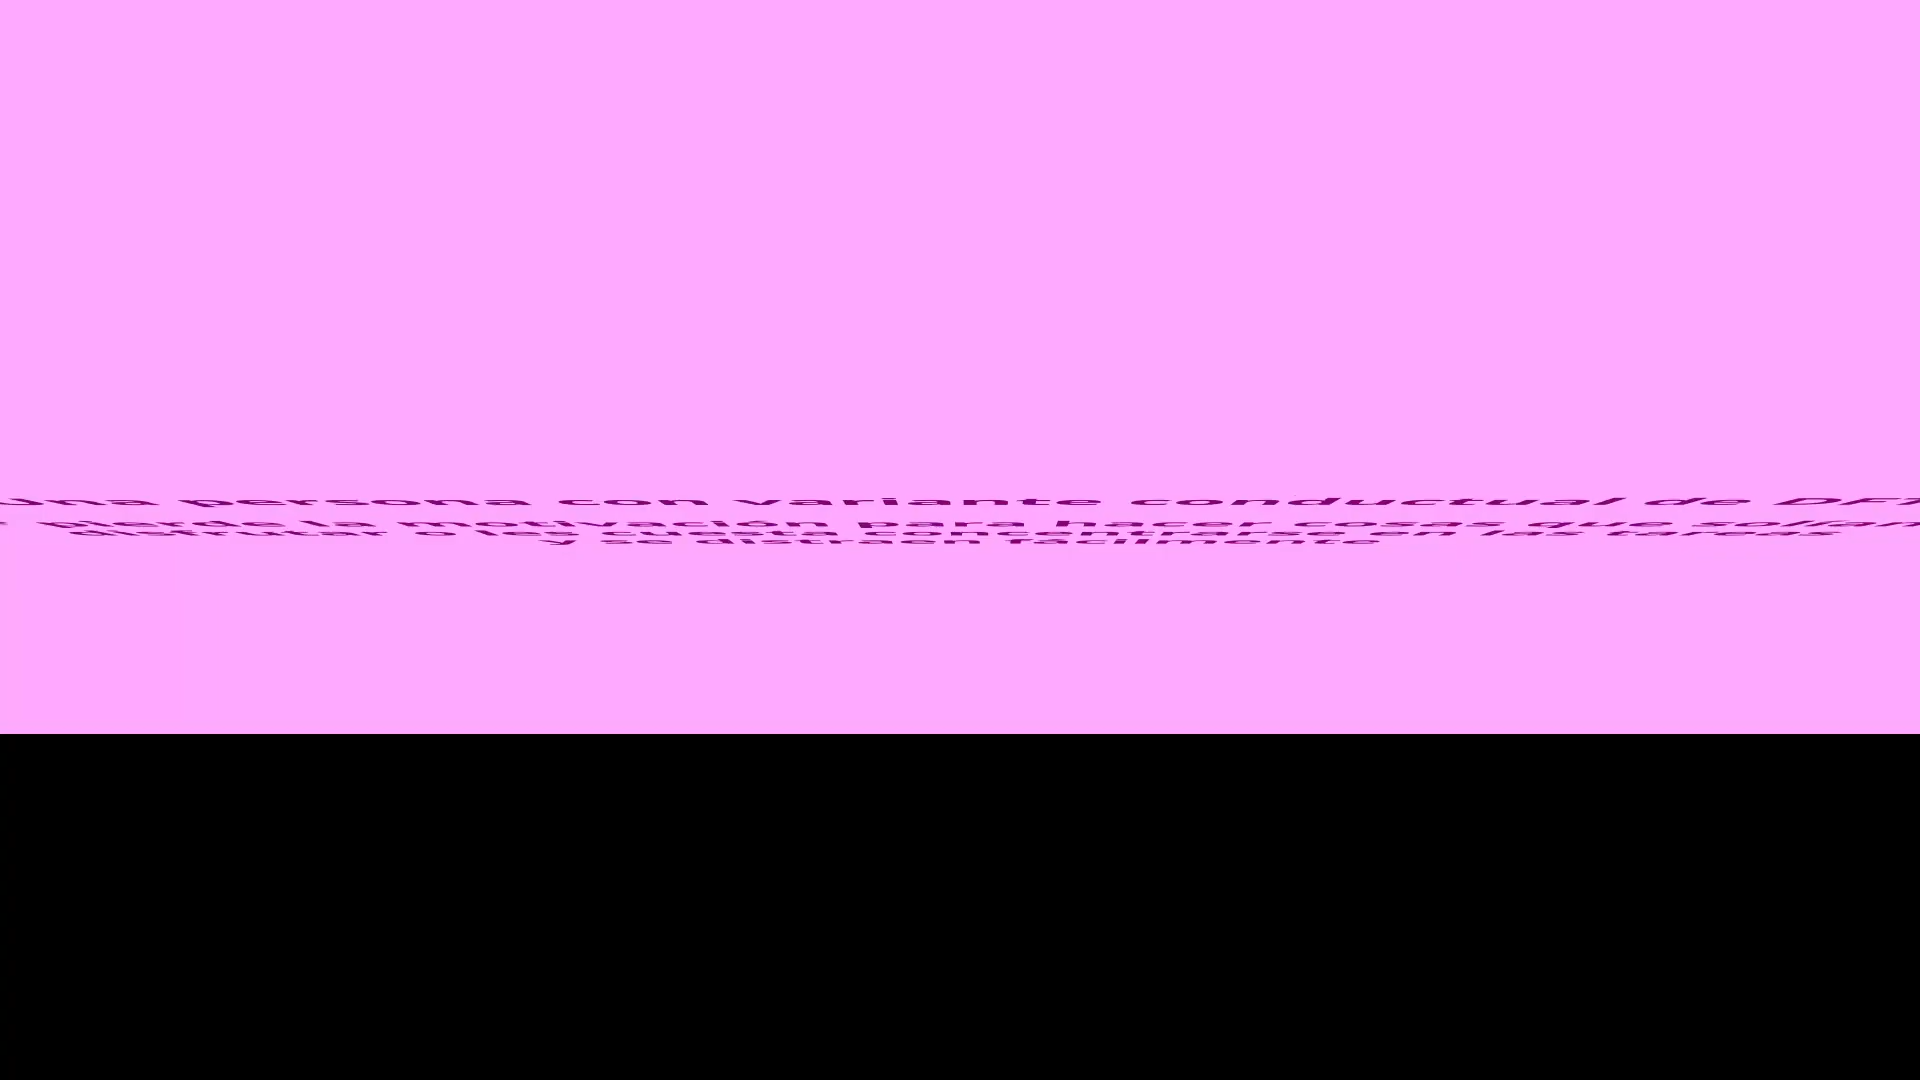 Una persona con variante conductual de DFT
pierde la motivación para hacer cosas que solían
disfrutar o les cuesta concentrarse en las tareas
y se distraen fácilmente